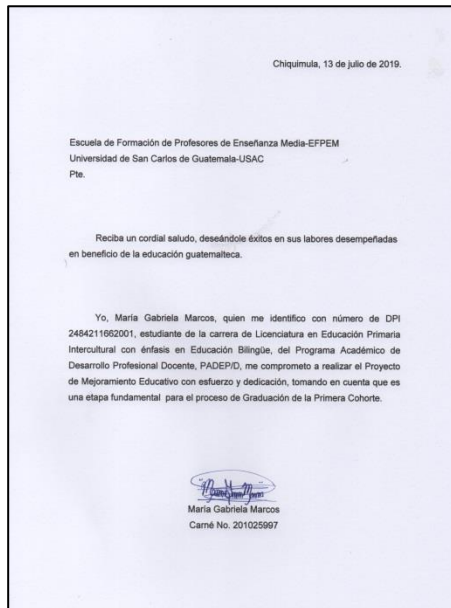 Chiquimula, 13 de julio de 2019.
Escuela de Formación de Profesores de Enseñanza Media-EFPEM
Universidad de San Carlos de Guatemala-USAC
Pte.
Reciba un cordial saludo, deseándole éxitos en sus labores desempeñadas
en beneficio de la educación guatemalteca.
Yo, María Gabriela Marcos, quien me identifico con número de DPI
2484211662001, estudiante de la carrera de Licenciatura en Educación Primaria
Intercultural con énfasis en Educación Bilingüe, del Programa Académico de
Desarrollo Profesional Docente, PADEP/D, me comprometo a realizar el Proyecto
de Mejoramiento Educativo con esfuerzo y dedicación, tomando en cuenta que es
una etapa fundamental para el proceso de Graduación de la Primera Cohorte.
María Gabriela Marcos
Carné No. 201025997